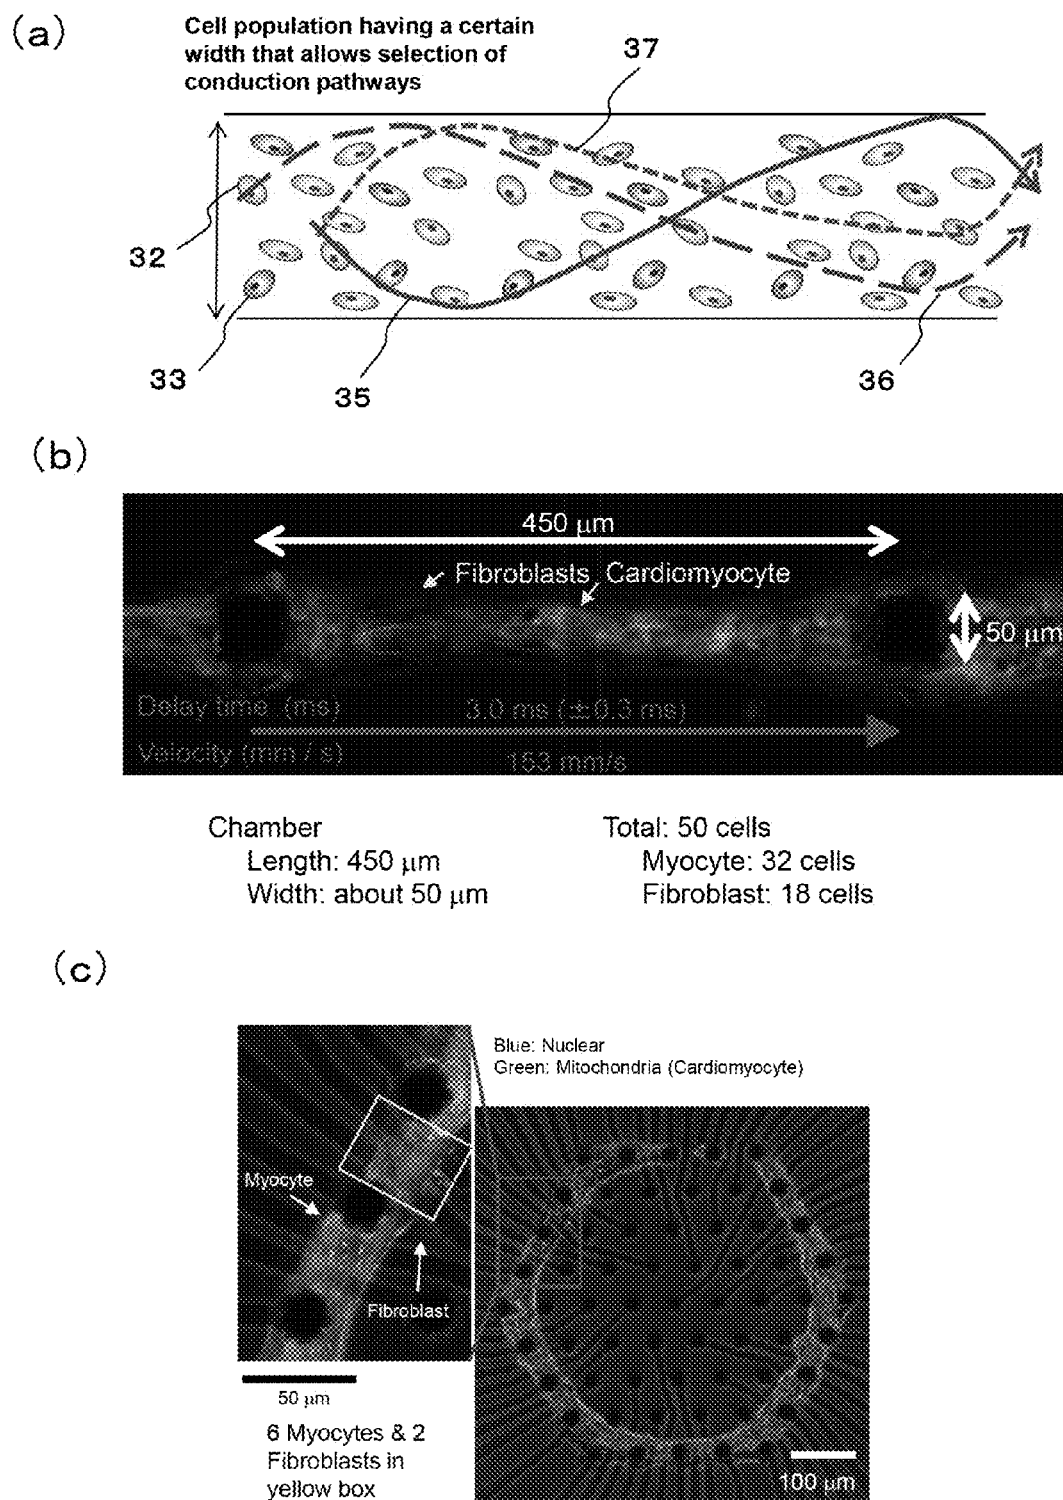 (a)
Cell population having a certain
width that allows selection of
conduction pathways
37
32
33
35
36
(b)
450 μm
Fibroblasts Cardiomyocyte
50 μm
Delay time (ms) 3.0 ms (±0.3 ms)
Velocity (mm / s) 153 mm/s
Chamber
Length: 450 μm
Width: about 50 μm
Total: 50 cells
Myocyte: 32 cells
Fibroblast: 18 cells
(c)
Blue: Nuclear
Green: Mitochondria (Cardiomyocyte)
Myocyte
Fibroblast
50 μm
6 Myocytes & 2
Fibroblasts in
yellow box
100 μm